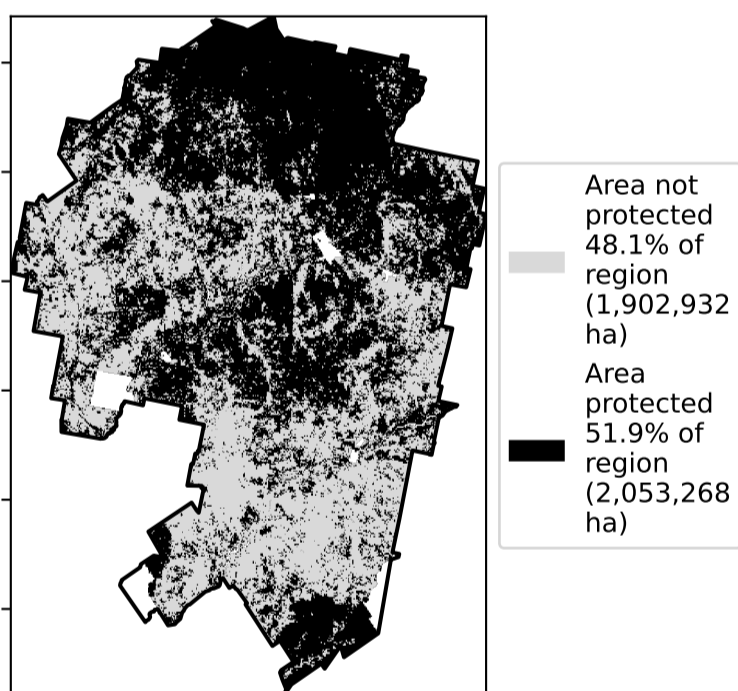 Area not
protected
48.1% of
region
(1,902,932
ha)
Area
protected
51.9% of
region
(2,053,268
ha)